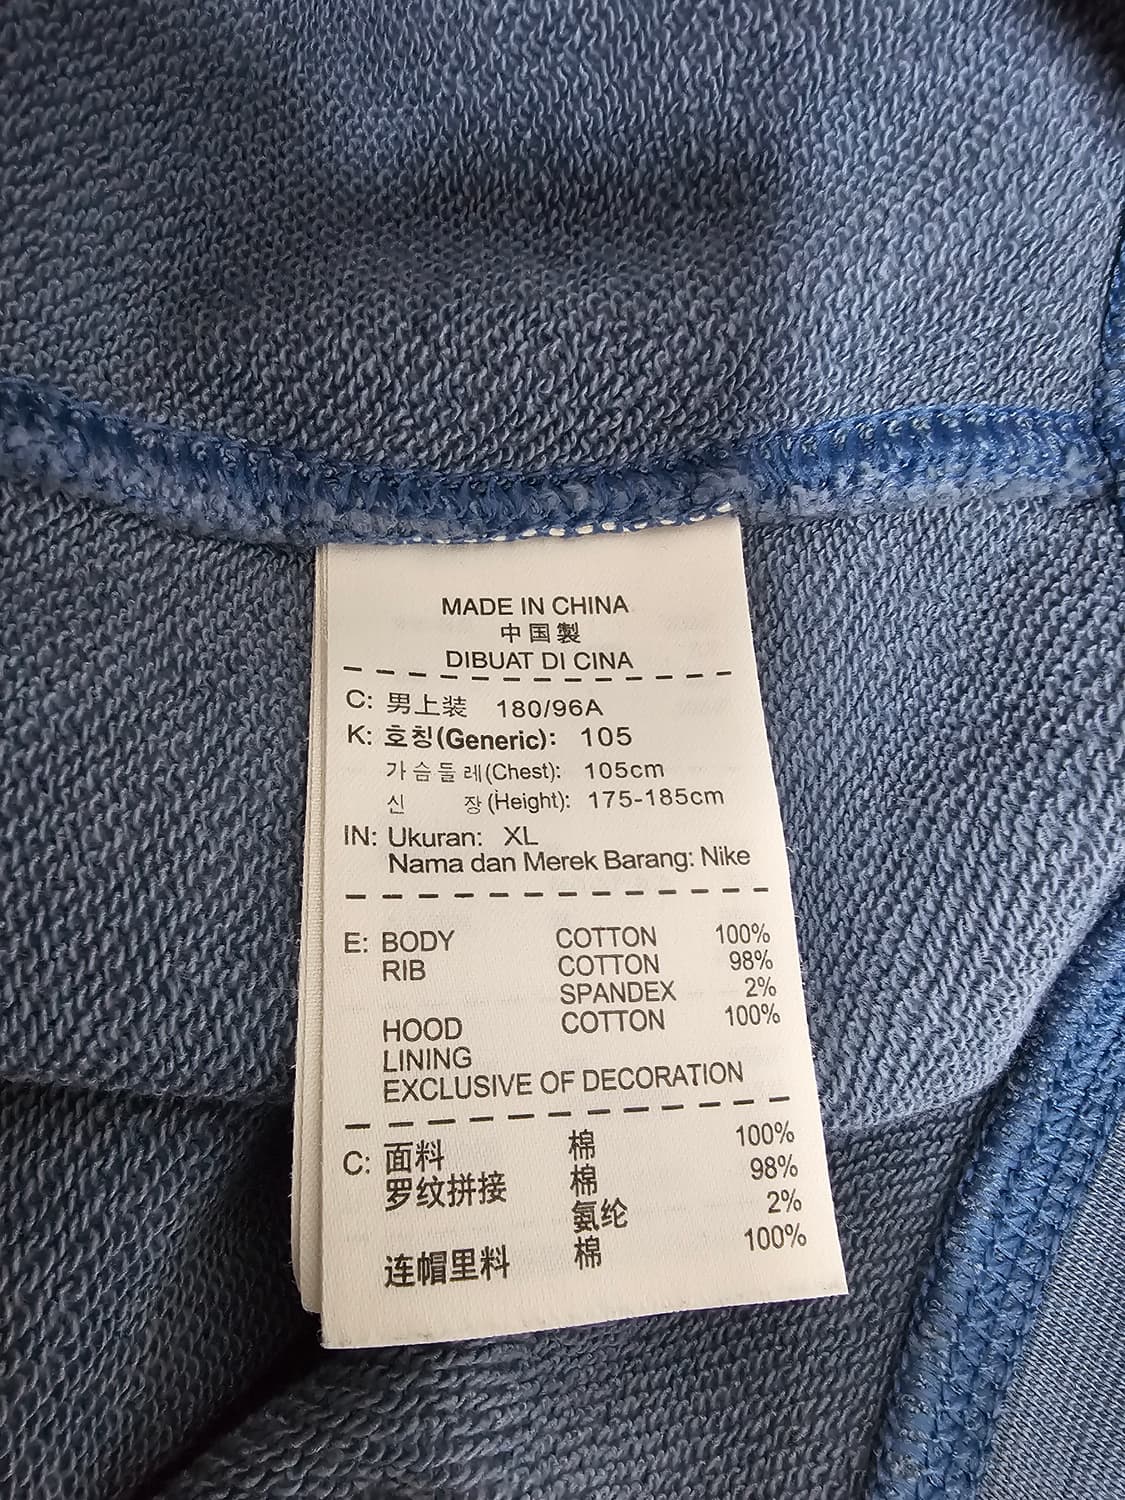 MADE IN CHINA
中国製
DIBUAT DI CINA
C: 男上装 180/96A
K: 호칭(Generic): 105
가슴둘레(Chest): 105cm
신 장(Height): 175-185cm
IN: Ukuran: XL
Nama dan Merek Barang: Nike
E: BODY COTTON 100%
RIB COTTON 98%
SPANDEX 2%
HOOD COTTON 100%
LINING
EXCLUSIVE OF DECORATION
C: 面料 棉 100%
罗纹拼接 棉 98%
氨纶 2%
连帽里料 棉 100%